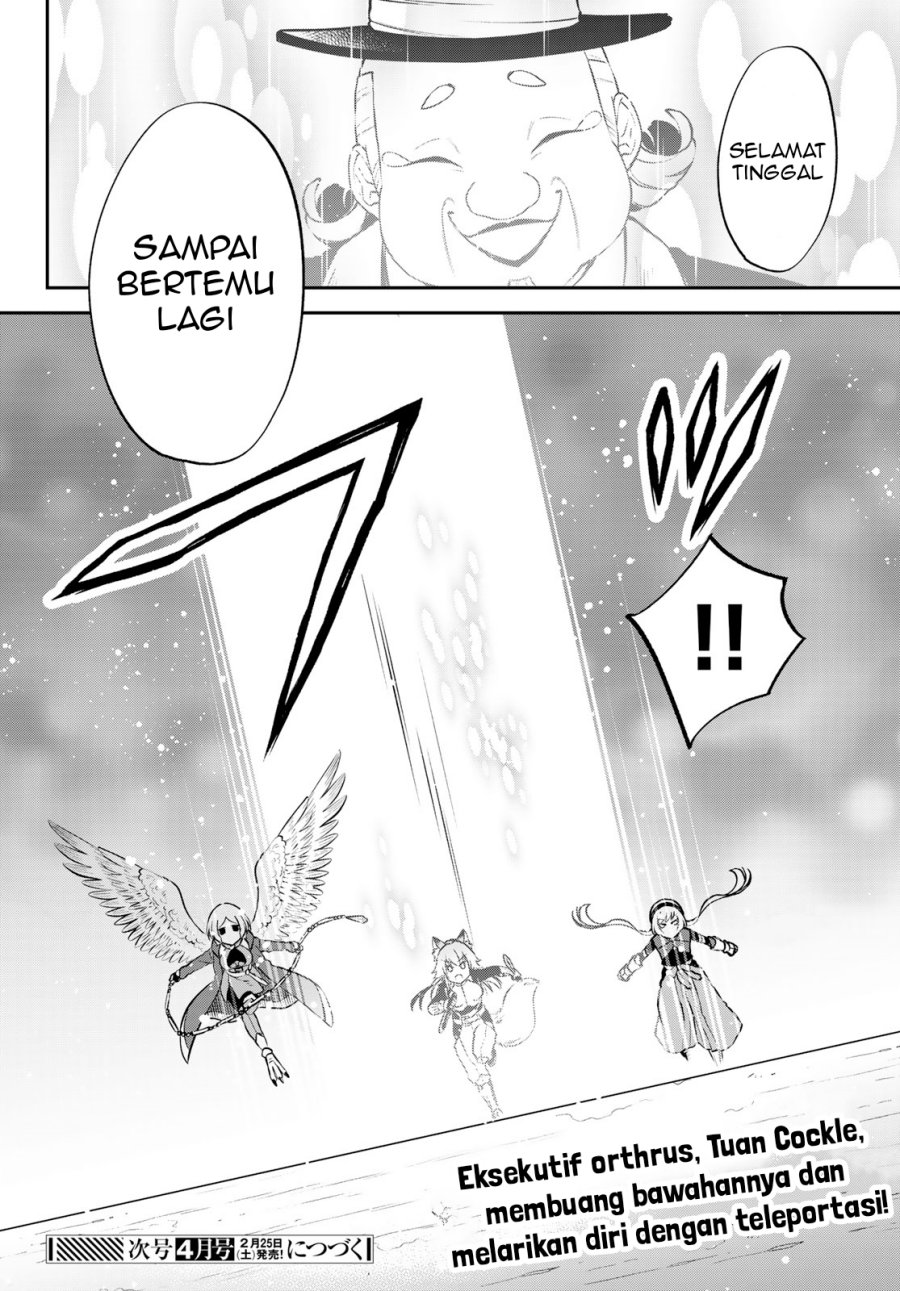 SELAMAT
TINGGAL
SAMPAI
BERTEMU
LAGI
!!
Eksekutif orthrus, Tuan Cockle,
membuang bawahannya dan
melarikan diri dengan teleportasi!
次号4月号 2月25日(土)発売! につづく